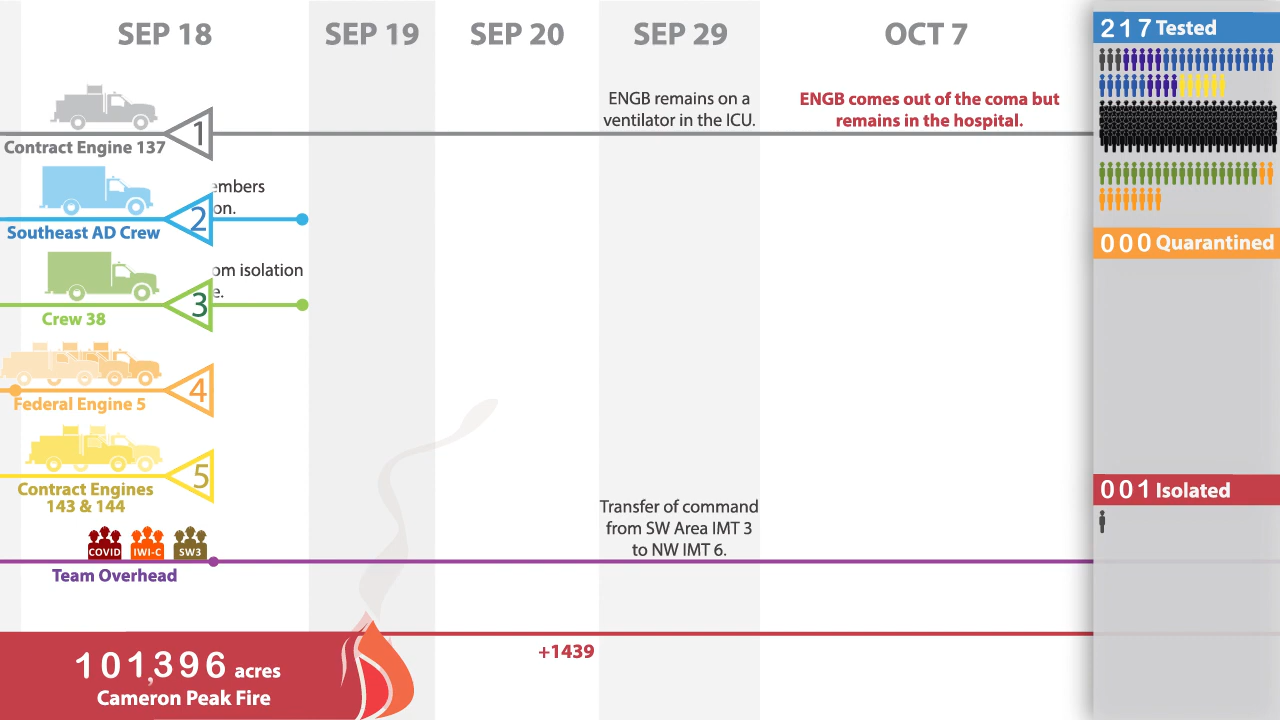 SEP 18
SEP 19
SEP 20
SEP 29
OCT 7
217 Tested
ENGB remains on a
ventilator in the ICU.
ENGB comes out of the coma but
remains in the hospital.
1
Contract Engine 137
embers
on.
2
Southeast AD Crew
000 Quarantined
om isolation
e.
3
Crew 38
4
Federal Engine 5
5
Contract Engines
143 & 144
001 Isolated
Transfer of command
from SW Area IMT 3
to NW IMT 6.
COVID
IWI-C
SW3
Team Overhead
+1439
101,396 acres
Cameron Peak Fire